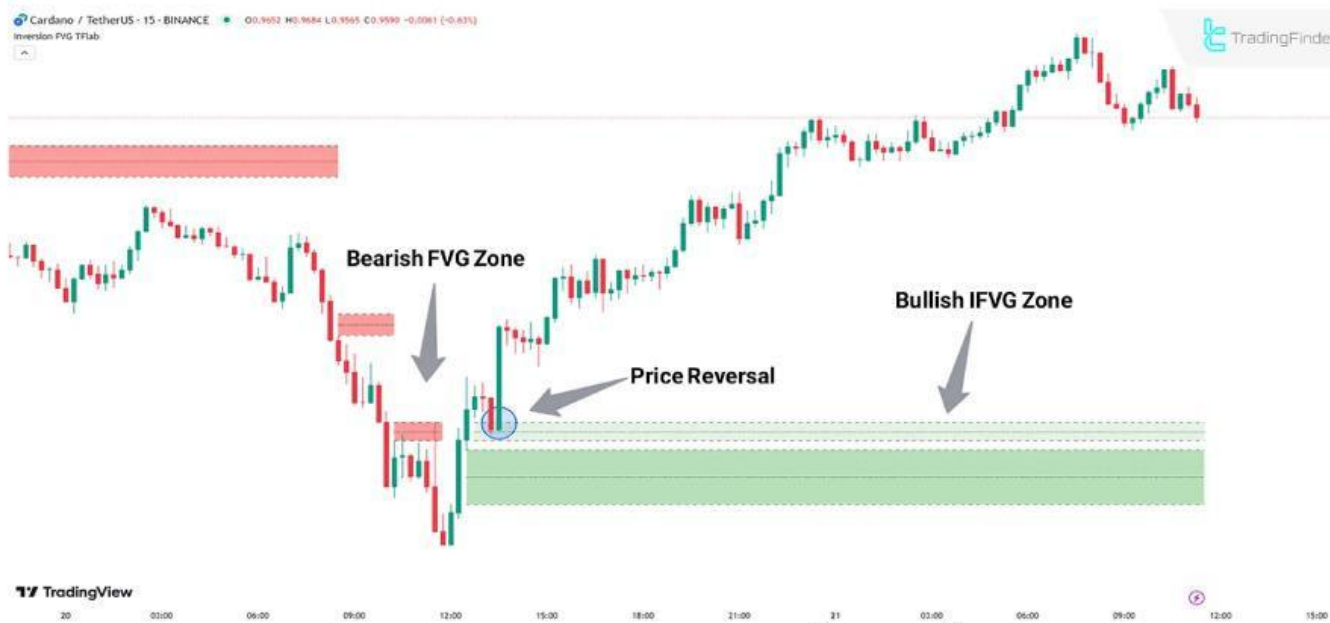 Cardano / TetherUS · 15 · BINANCE O0.9652 H0.9684 L0.9565 C0.9590 −0.0061 (−0.63%)
Inversion FVG TFlab
TradingFinde
Bearish FVG Zone
Bullish IFVG Zone
Price Reversal
TradingView
20 03:00 06:00 09:00 12:00 15:00 18:00 21:00 21 03:00 06:00 09:00 12:00 15:00